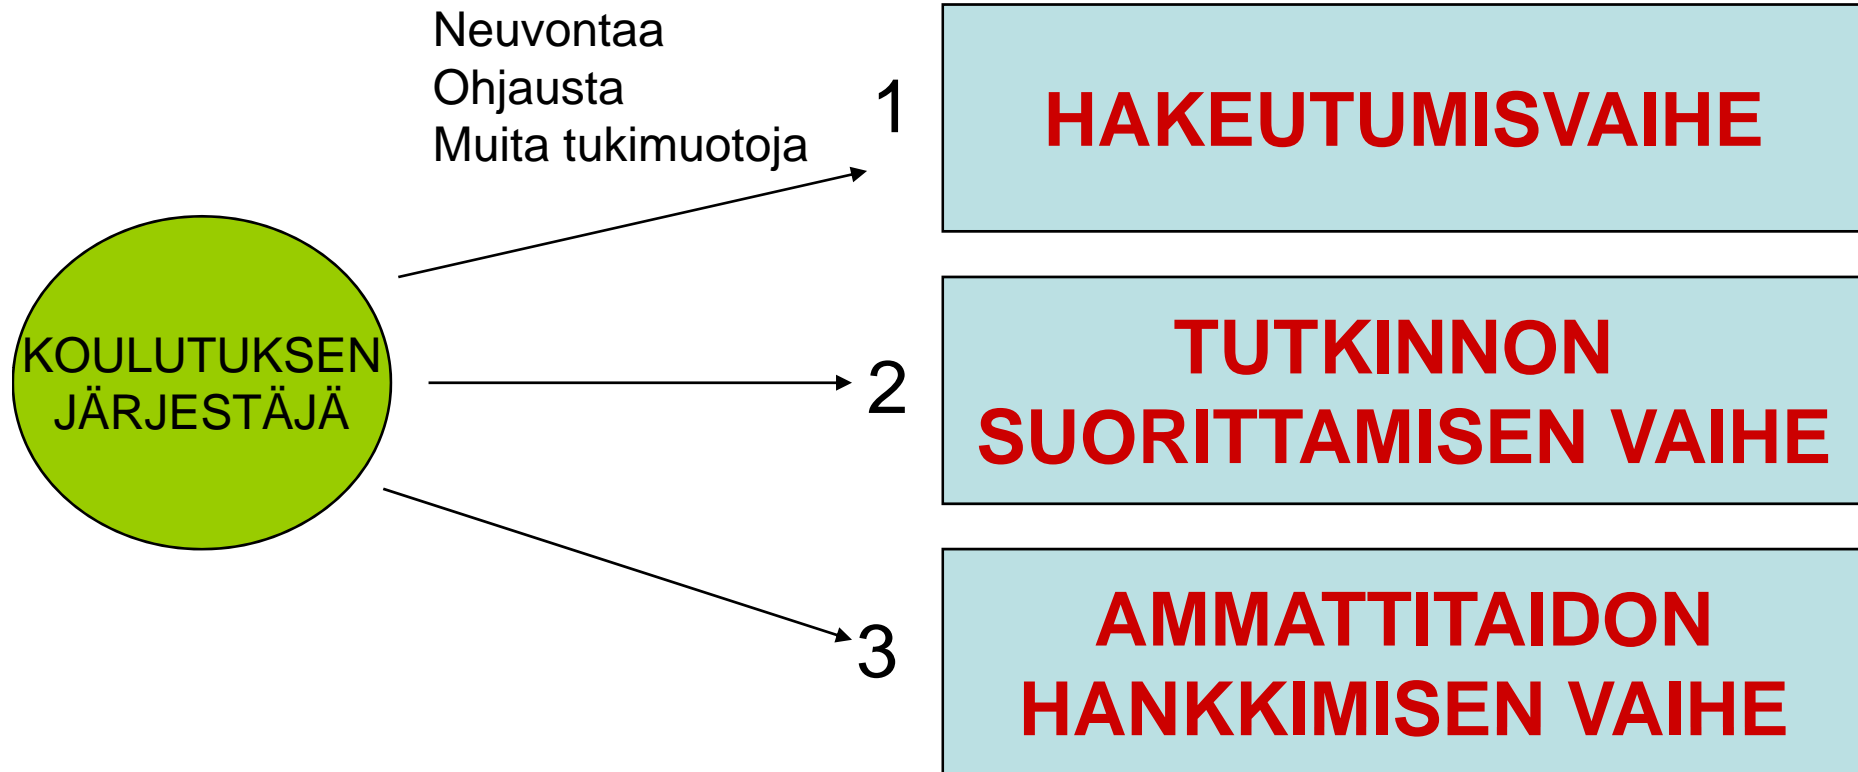 Neuvontaa
Ohjausta
Muita tukimuotoja
KOULUTUKSEN
JÄRJESTÄJÄ
1
HAKEUTUMISVAIHE
2
TUTKINNON
SUORITTAMISEN VAIHE
3
AMMATTITAIDON
HANKKIMISEN VAIHE